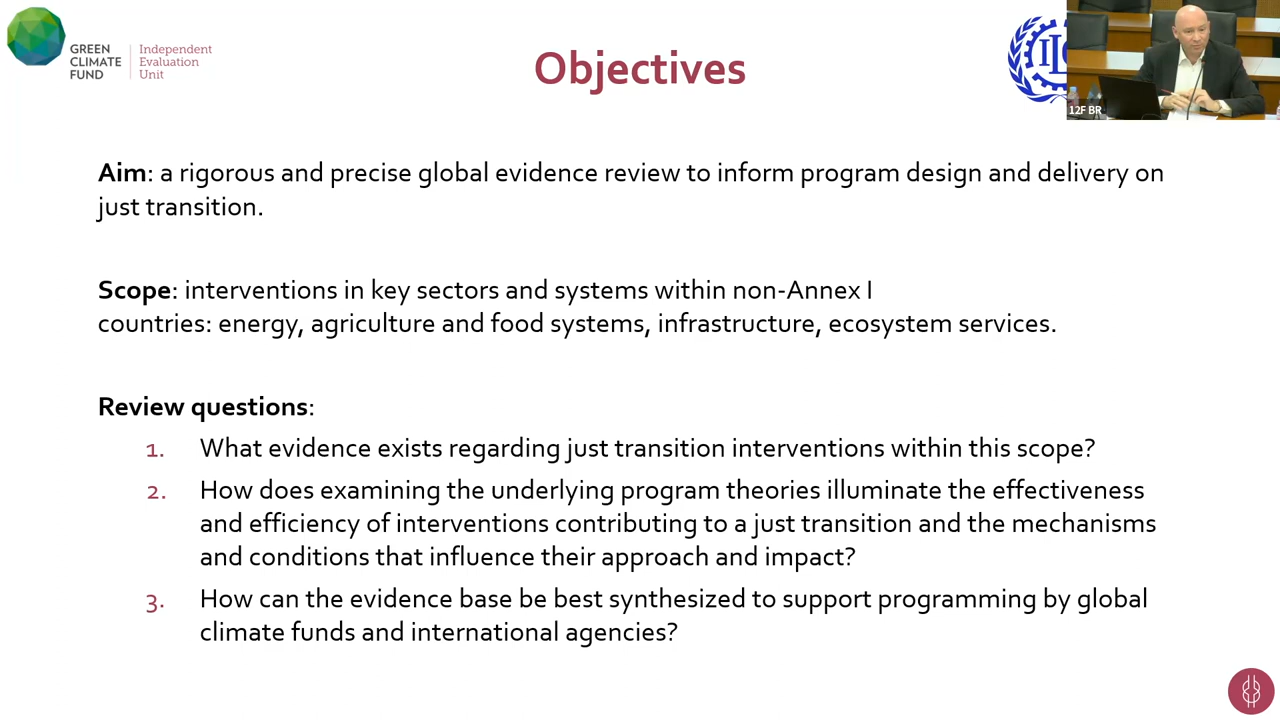 GREEN
CLIMATE
FUND
Independent
Evaluation
Unit
Objectives
12F BR
Aim: a rigorous and precise global evidence review to inform program design and delivery on
just transition.
Scope: interventions in key sectors and systems within non-Annex I
countries: energy, agriculture and food systems, infrastructure, ecosystem services.
Review questions:
1. What evidence exists regarding just transition interventions within this scope?
2. How does examining the underlying program theories illuminate the effectiveness
and efficiency of interventions contributing to a just transition and the mechanisms
and conditions that influence their approach and impact?
3. How can the evidence base be best synthesized to support programming by global
climate funds and international agencies?